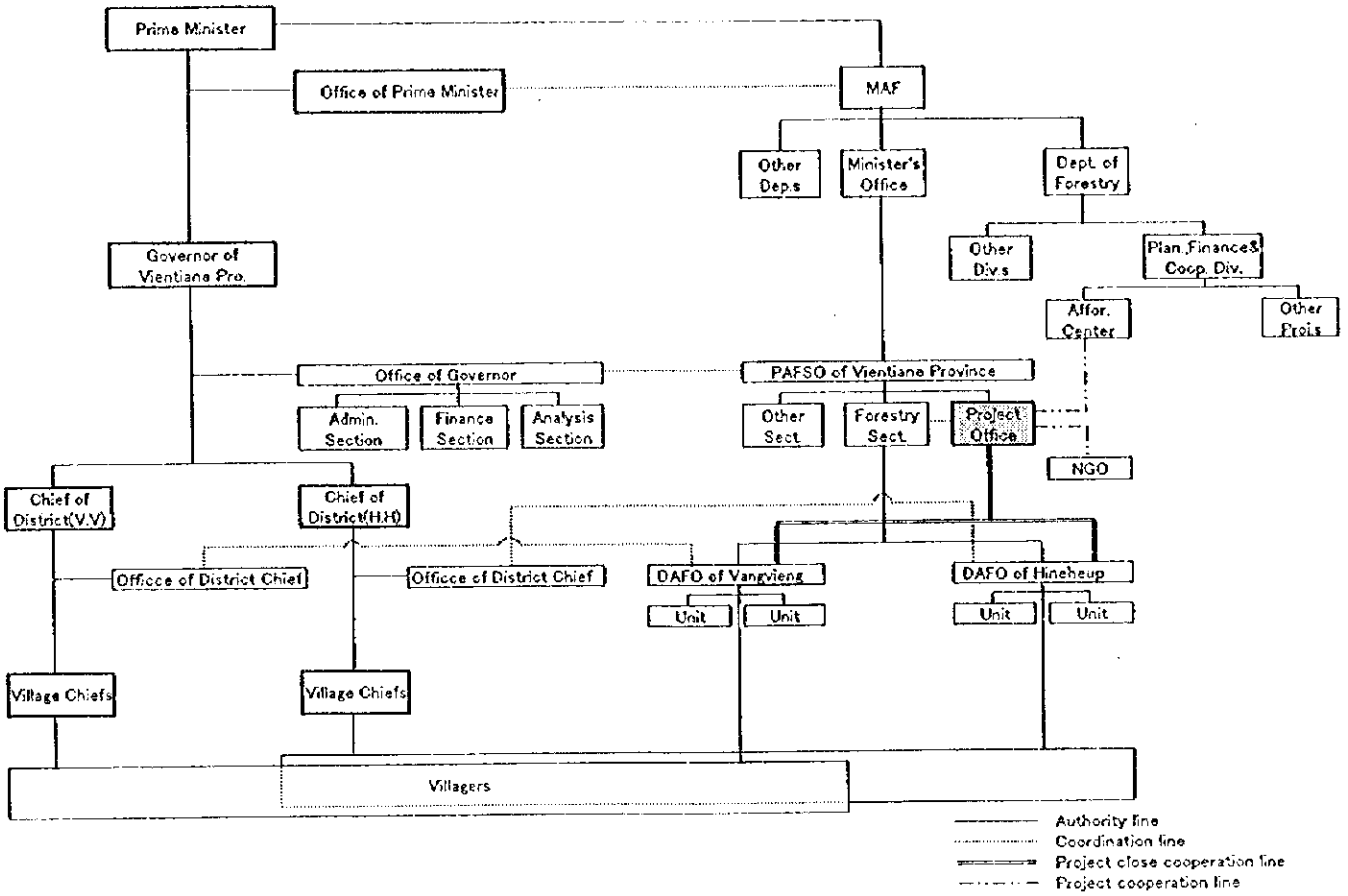 Prime Minister
Office of Prime Minister
MAF
Other
Dep.s
Minister's
Office
Dept. of
Forestry
Governor of
Vientiane Pro.
Other
Div.s
Plan.,Finance&
Coop. Div.
Affor.
Center
Other
Proj.s
Office of Governor
PAFSO of Vientiane Province
Admin.
Section
Finance
Section
Analysis
Section
Other
Sect.
Forestry
Sect.
Project
Office
NGO
Chief of
District(V.V)
Chief of
District(H.H)
Officce of District Chief
Officce of District Chief
DAFO of Vangvieng
DAFO of Hineheup
Unit
Unit
Unit
Unit
Village Chiefs
Village Chiefs
Villagers
Authority line
Coordination line
Project close cooperation line
Project cooperation line